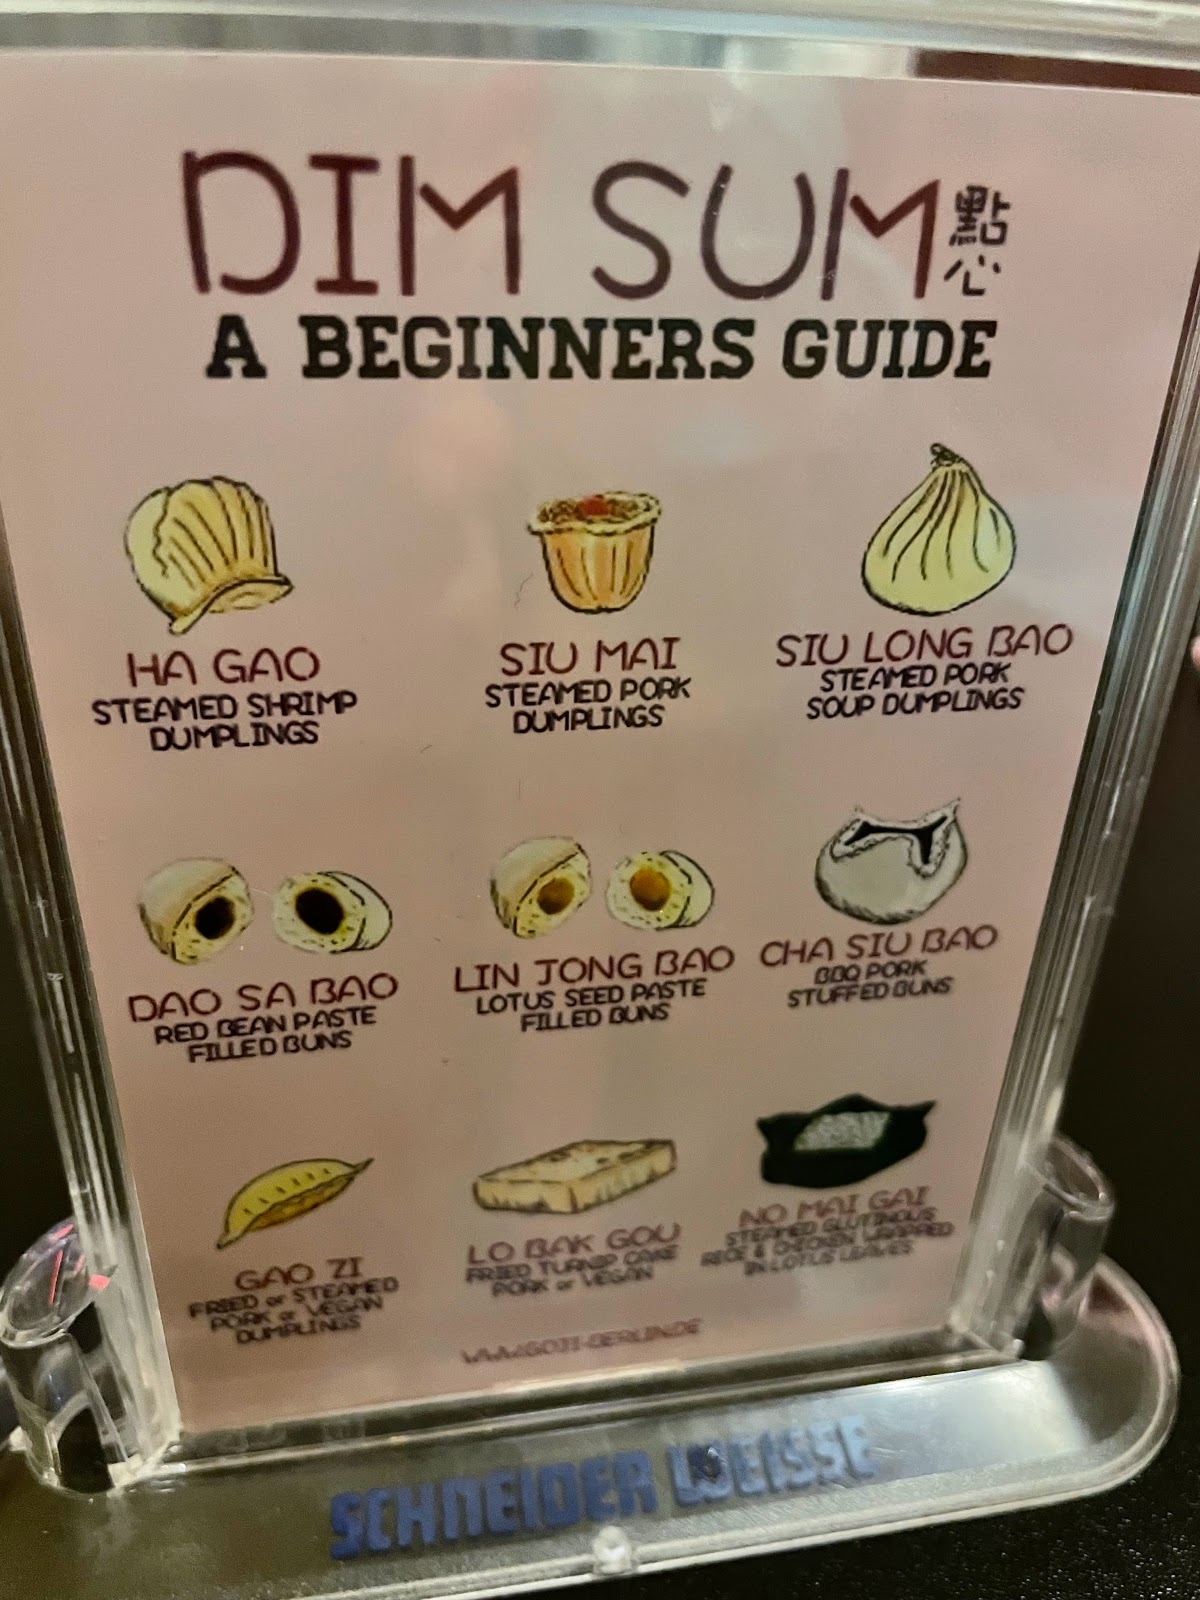 DIM SUM 點心
A BEGINNERS GUIDE
HA GAO
STEAMED SHRIMP
DUMPLINGS
SIU MAI
STEAMED PORK
DUMPLINGS
SIU LONG BAO
STEAMED PORK
SOUP DUMPLINGS
DAO SA BAO
RED BEAN PASTE
FILLED BUNS
LIN JONG BAO
LOTUS SEED PASTE
FILLED BUNS
CHA SIU BAO
BBQ PORK
STUFFED BUNS
GAO ZI
FRIED or STEAMED
PORK or VEGAN
DUMPLINGS
LO BAK GOU
FRIED TURNIP CAKE
PORK or VEGAN
NO MAI GAI
STEAMED GLUTINOUS
RICE & CHICKEN WRAPPED
IN LOTUS LEAVES
SCHNEIDER WEISSE